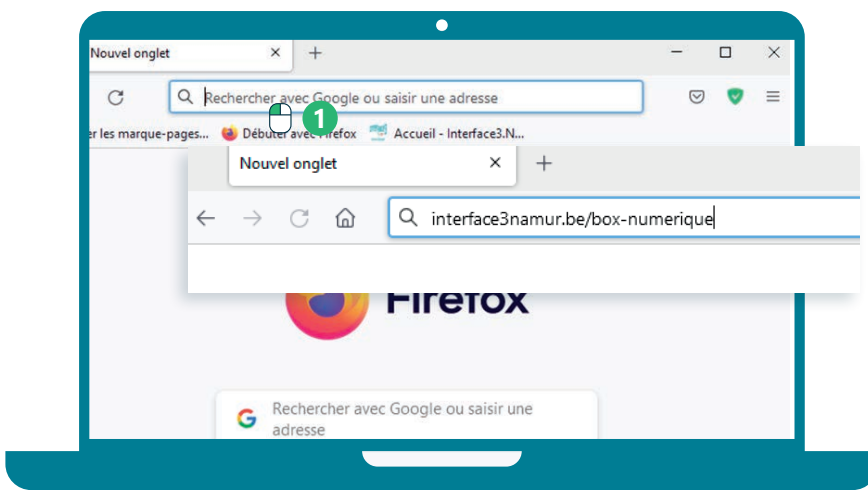 Nouvel onglet
Rechercher avec Google ou saisir une adresse
1
er les marque-pages... Débuter avec Firefox Accueil - Interface3.N...
Nouvel onglet
interface3namur.be/box-numerique
Firefox
Rechercher avec Google ou saisir une
adresse